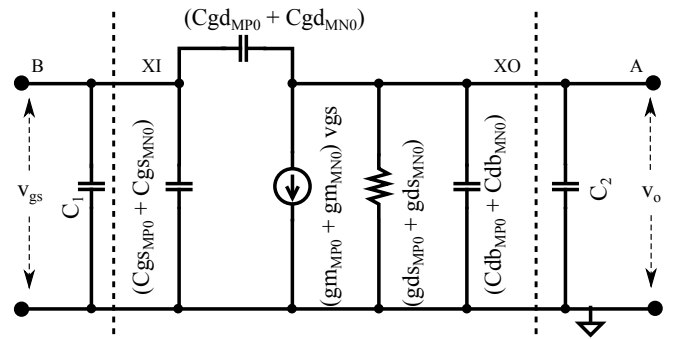 (Cgd_MP0 + Cgd_MN0)
B
XI
XO
A
v_gs
C_1
(Cgs_MP0 + Cgs_MN0)
(gm_MP0 + gm_MN0) vgs
(gds_MP0 + gds_MN0)
(Cdb_MP0 + Cdb_MN0)
C_2
v_o